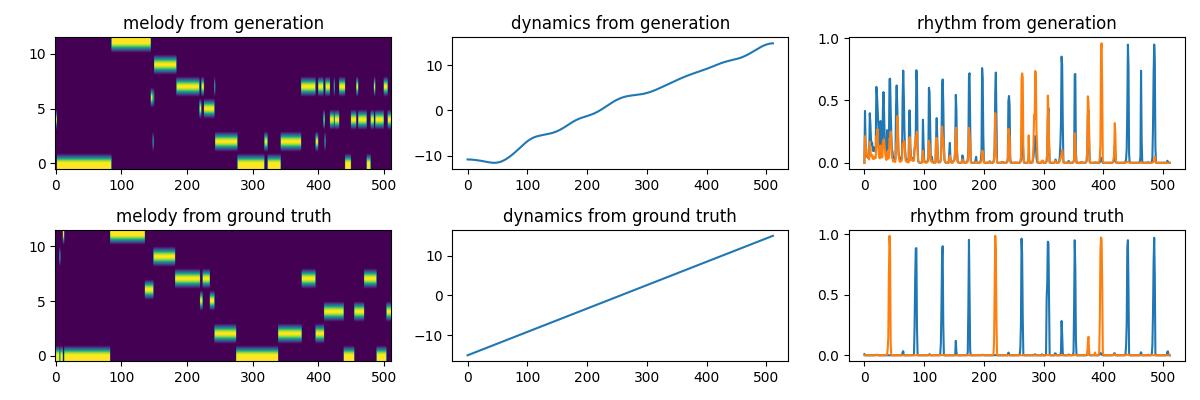 melody from generation
10
5
0
0 100 200 300 400 500
dynamics from generation
10
0
−10
0 100 200 300 400 500
rhythm from generation
1.0
0.5
0.0
0 100 200 300 400 500
melody from ground truth
10
5
0
0 100 200 300 400 500
dynamics from ground truth
10
0
−10
0 100 200 300 400 500
rhythm from ground truth
1.0
0.5
0.0
0 100 200 300 400 500